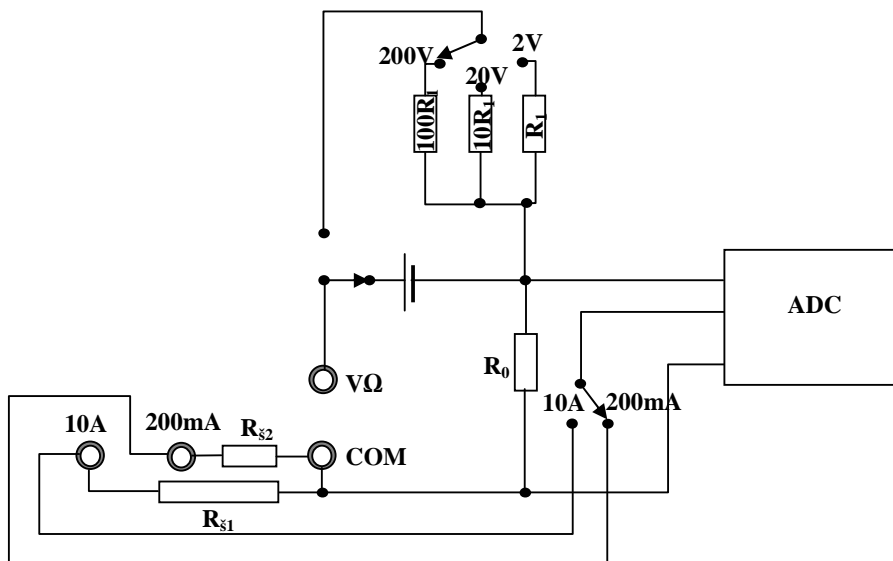 200V
2V
20V
100R₁
10R₁
R₁
ADC
R₀
VΩ
10A
200mA
10A
200mA
Rš2
COM
Rš1